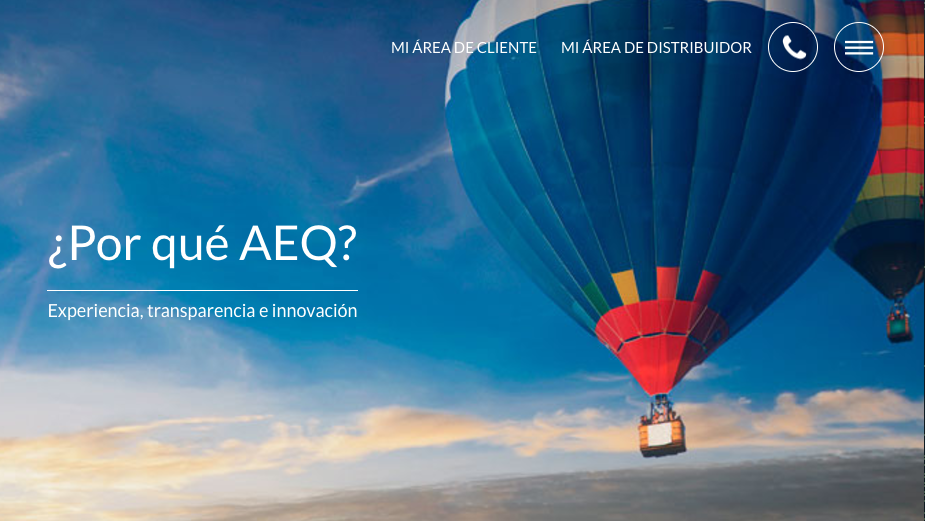 MI ÁREA DE CLIENTE MI ÁREA DE DISTRIBUIDOR
¿Por qué AEQ?
Experiencia, transparencia e innovación